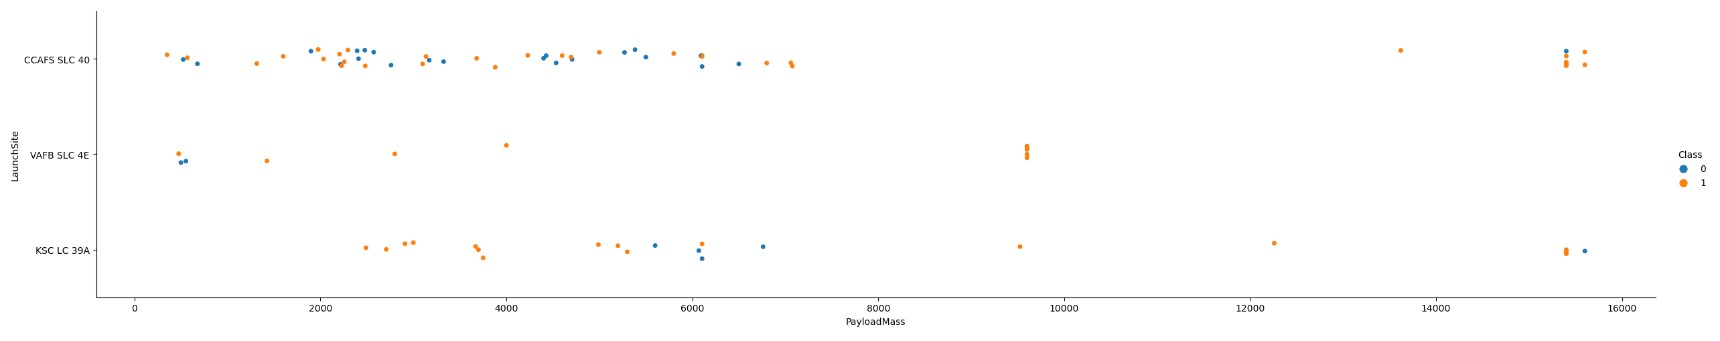 LaunchSite
CCAFS SLC 40
VAFB SLC 4E
KSC LC 39A
0 2000 4000 6000 8000 10000 12000 14000 16000
PayloadMass
Class
0
1